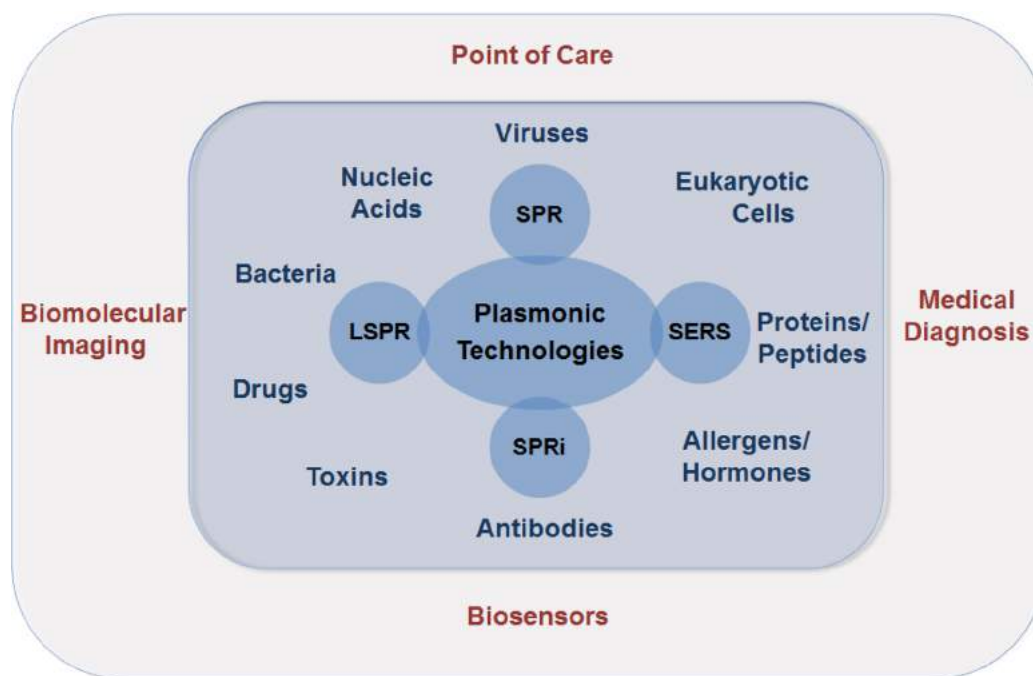 Point of Care
Viruses
Nucleic
Acids
Eukaryotic
Cells
SPR
Bacteria
Biomolecular
Imaging
LSPR
Plasmonic
Technologies
SERS
Proteins/
Peptides
Medical
Diagnosis
Drugs
SPRi
Allergens/
Hormones
Toxins
Antibodies
Biosensors